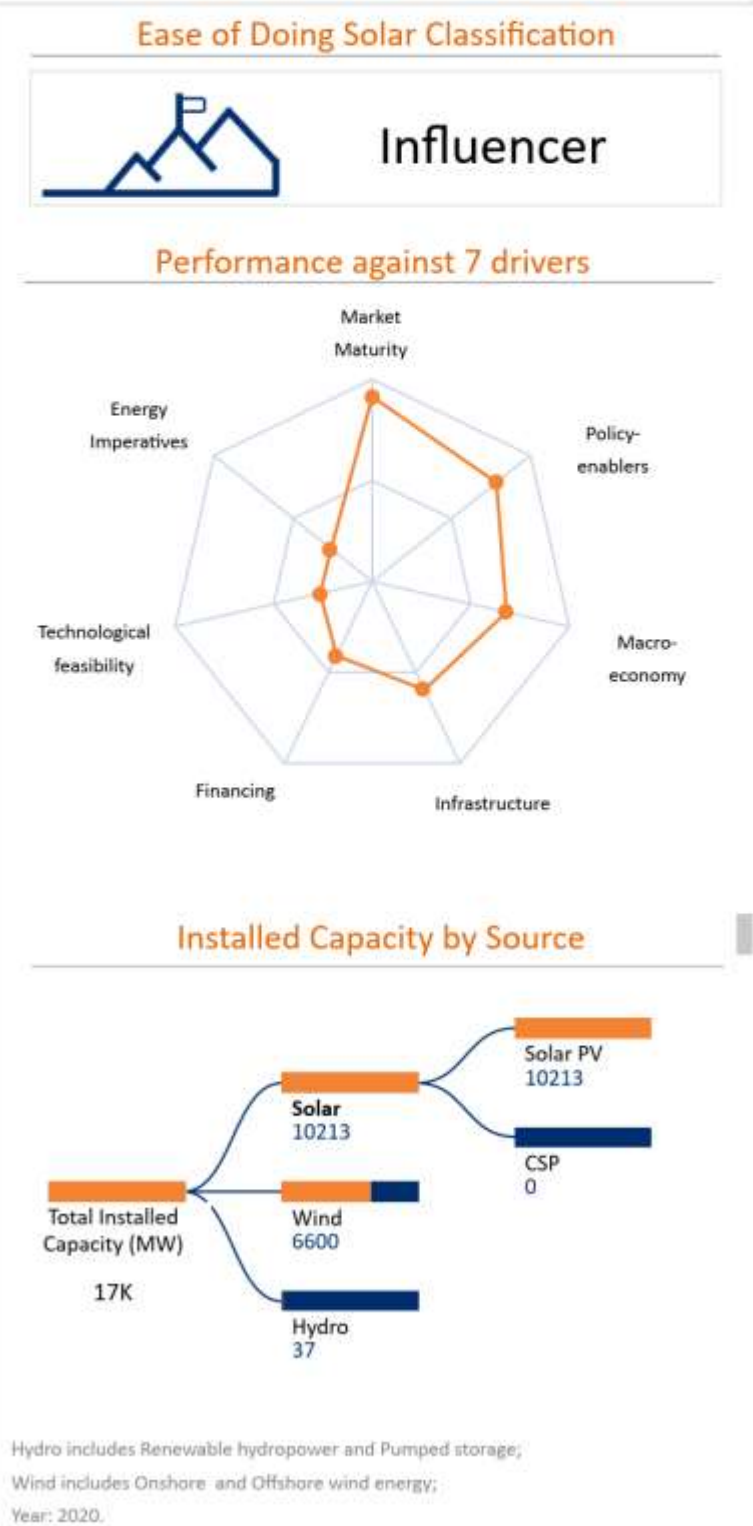 Ease of Doing Solar Classification
Influencer
Performance against 7 drivers
Market
Maturity
Energy
Imperatives
Policy-
enablers
Technological
feasibility
Macro-
economy
Financing
Infrastructure
Installed Capacity by Source
Solar PV
10213
Solar
10213
CSP
0
Total Installed
Capacity (MW)
17K
Wind
6600
Hydro
37
Hydro includes Renewable hydropower and Pumped storage;
Wind includes Onshore and Offshore wind energy;
Year: 2020.